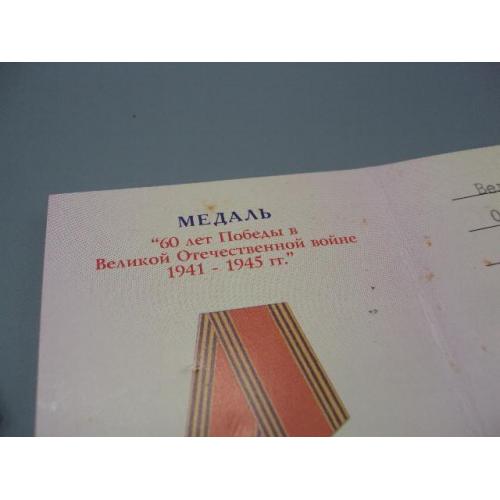 МЕДАЛЬ
“60 лет Победы в
Великой Отечественной войне
1941 - 1945 гг.”